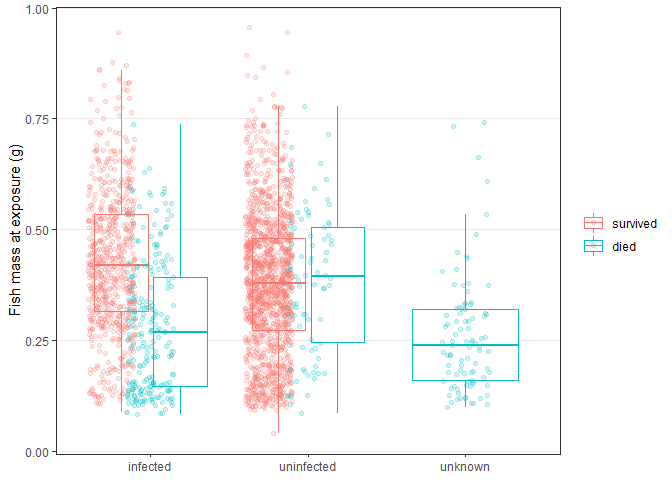 Fish mass at exposure (g)
1.00
0.75
0.50
0.25
0.00
infected
uninfected
unknown
survived
died